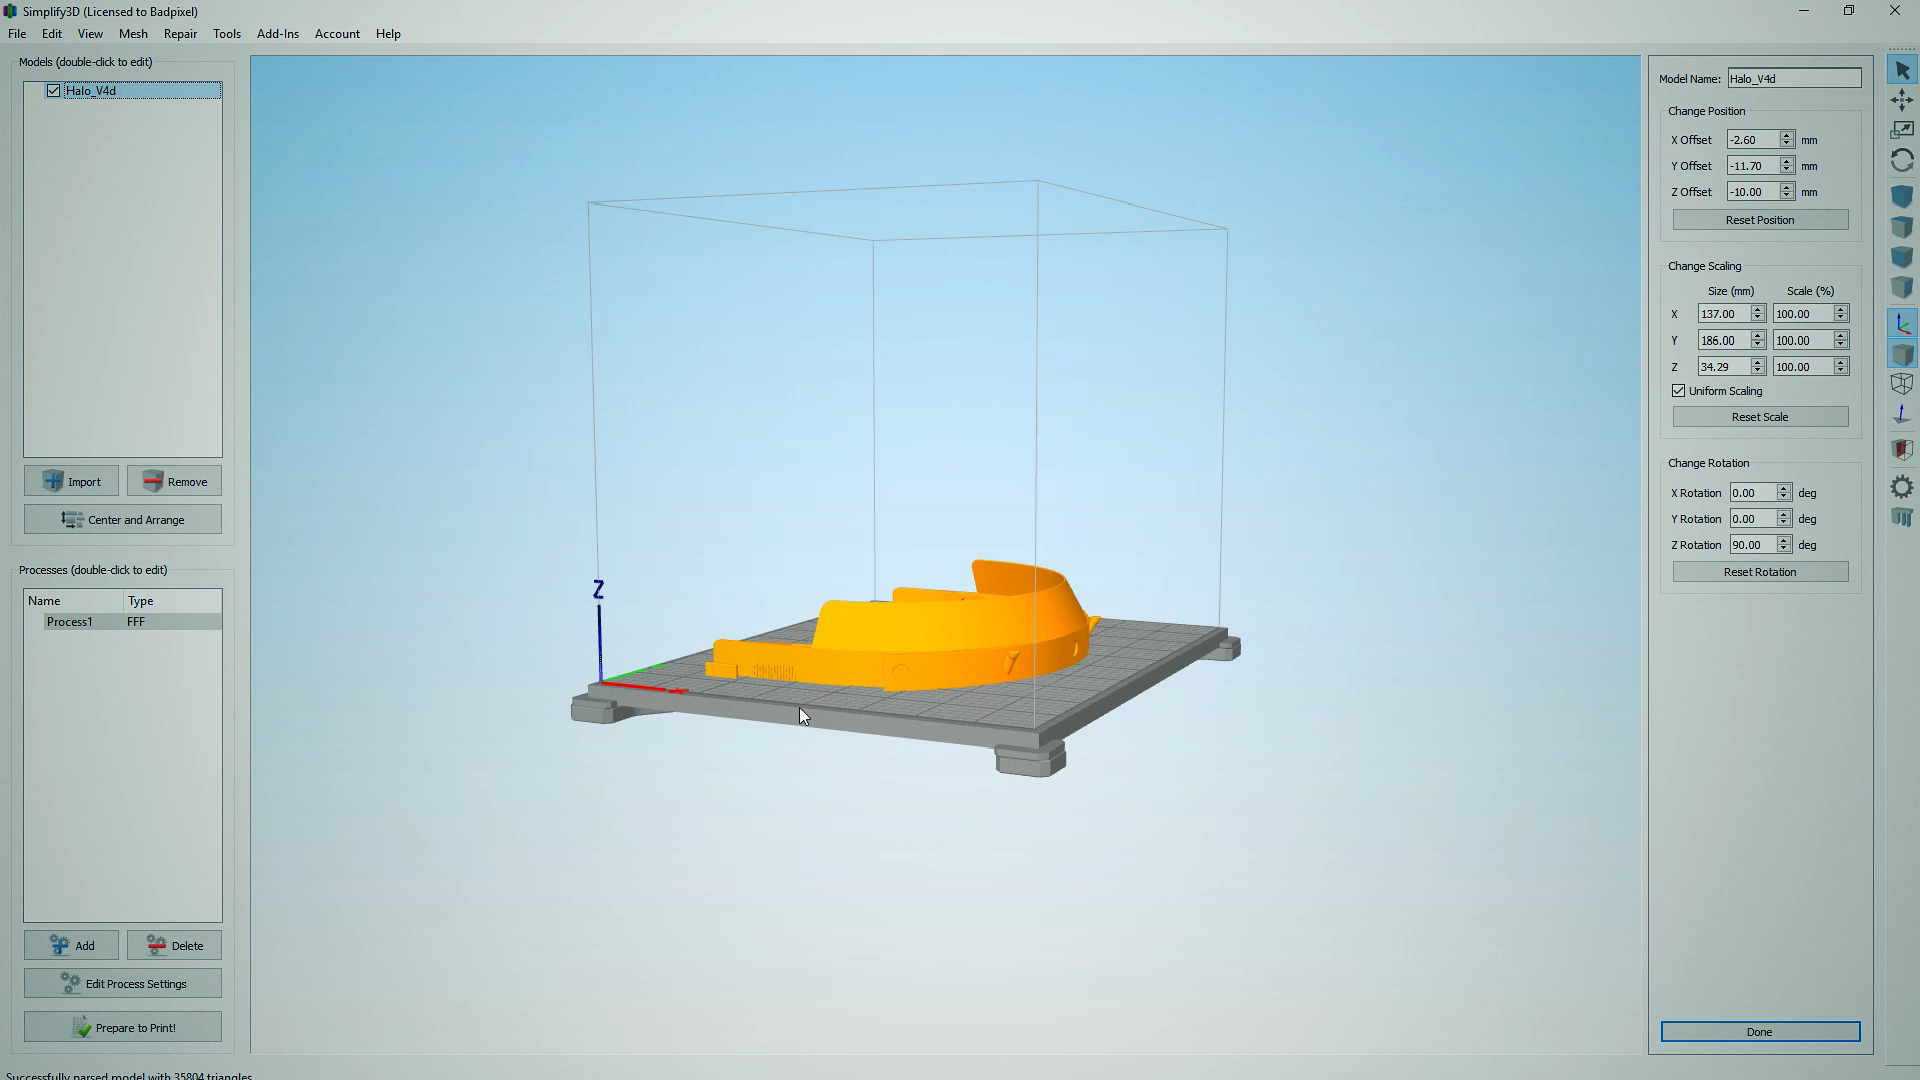 Simplify3D (Licensed to Badpixel)
File Edit View Mesh Repair Tools Add-Ins Account Help
Models (double-click to edit)
Halo_V4d
Import Remove
Center and Arrange
Processes (double-click to edit)
Name Type
Process1 FFF
Add Delete
Edit Process Settings
Prepare to Print!
Successfully parsed model with 35804 triangles
Z
Model Name: Halo_V4d
Change Position
X Offset -2.60 mm
Y Offset -11.70 mm
Z Offset -10.00 mm
Reset Position
Change Scaling
Size (mm) Scale (%)
X 137.00 100.00
Y 186.00 100.00
Z 34.29 100.00
Uniform Scaling
Reset Scale
Change Rotation
X Rotation 0.00 deg
Y Rotation 0.00 deg
Z Rotation 90.00 deg
Reset Rotation
Done